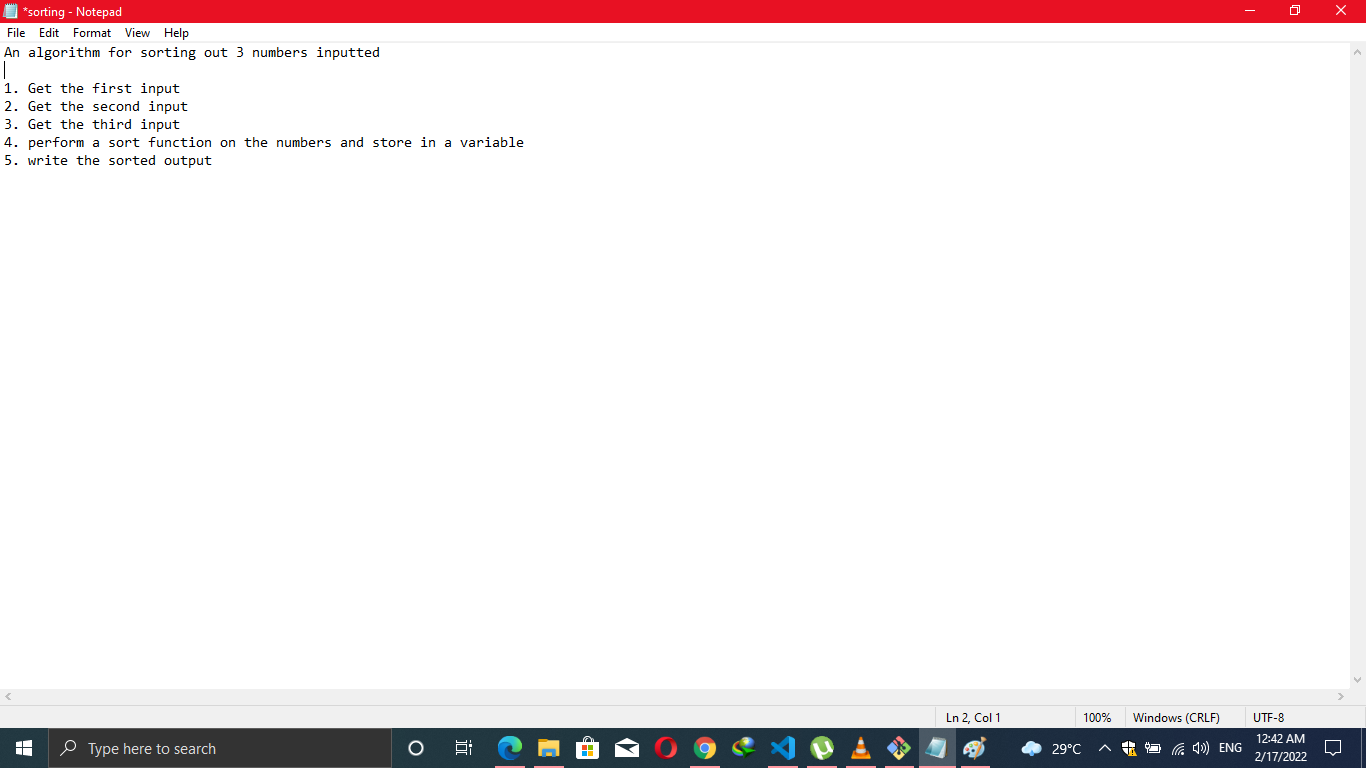 *sorting - Notepad
File Edit Format View Help
An algorithm for sorting out 3 numbers inputted
1. Get the first input
2. Get the second input
3. Get the third input
4. perform a sort function on the numbers and store in a variable
5. write the sorted output
Ln 2, Col 1 100% Windows (CRLF) UTF-8
Type here to search 29°C ENG 12:42 AM
2/17/2022